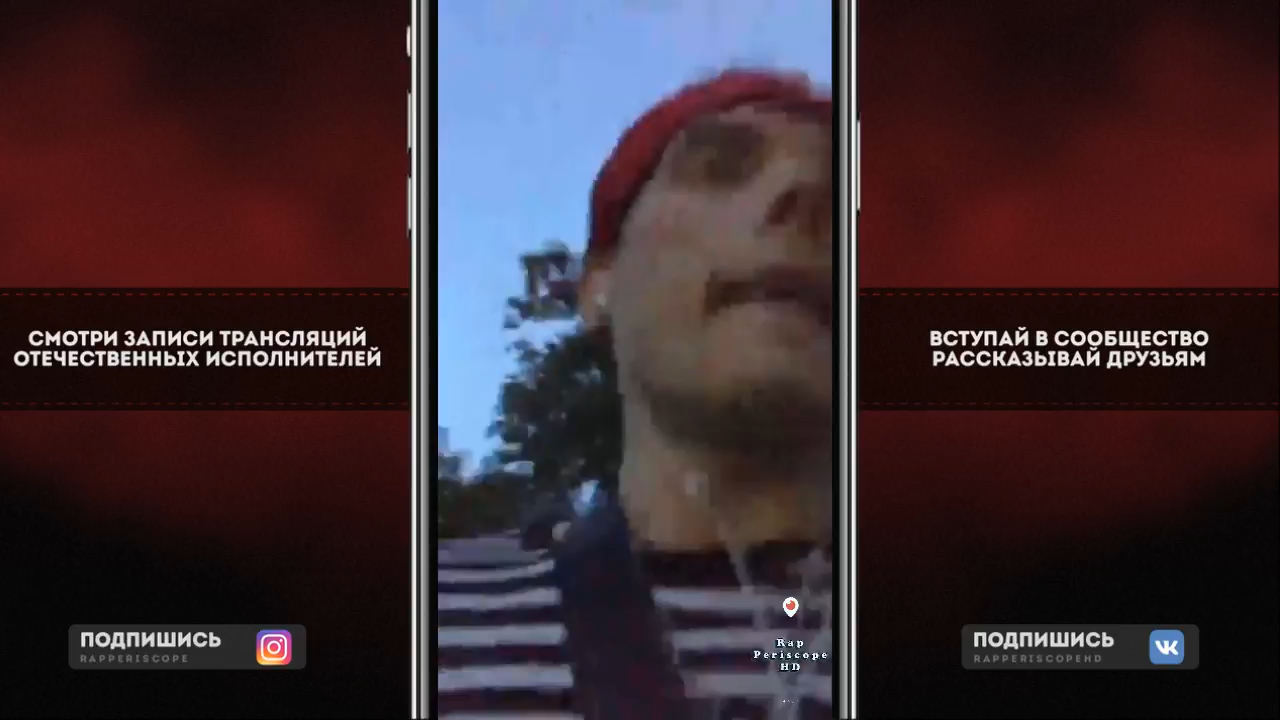 СМОТРИ ЗАПИСИ ТРАНСЛЯЦИЙ
ОТЕЧЕСТВЕННЫХ ИСПОЛНИТЕЛЕЙ
ВСТУПАЙ В СООБЩЕСТВО
РАССКАЗЫВАЙ ДРУЗЬЯМ
ПОДПИШИСЬ
RAPPERISCOPE
ПОДПИШИСЬ
RAPPERISCOPEHD
Rap
Periscope
HD